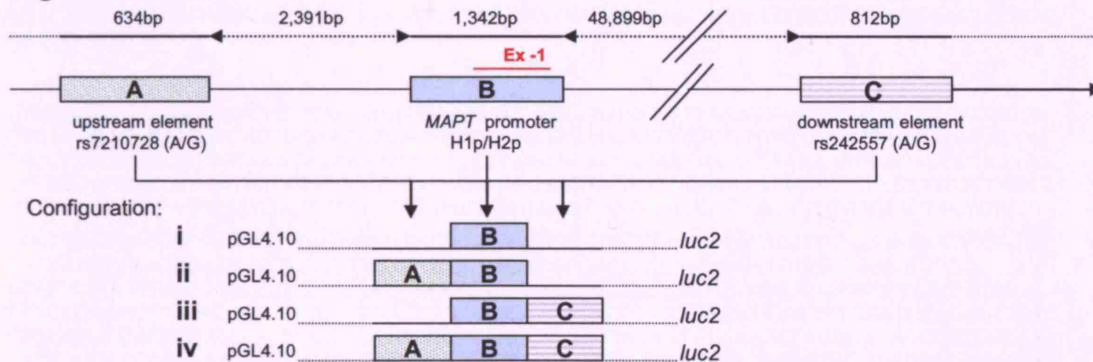 634bp 2,391bp 1,342bp 48,899bp 812bp
Ex -1
A B C
upstream element MAPT promoter downstream element
rs7210728 (A/G) H1p/H2p rs242557 (A/G)
Configuration:
i pGL4.10 B luc2
ii pGL4.10 A B luc2
iii pGL4.10 B C luc2
iv pGL4.10 A B C luc2